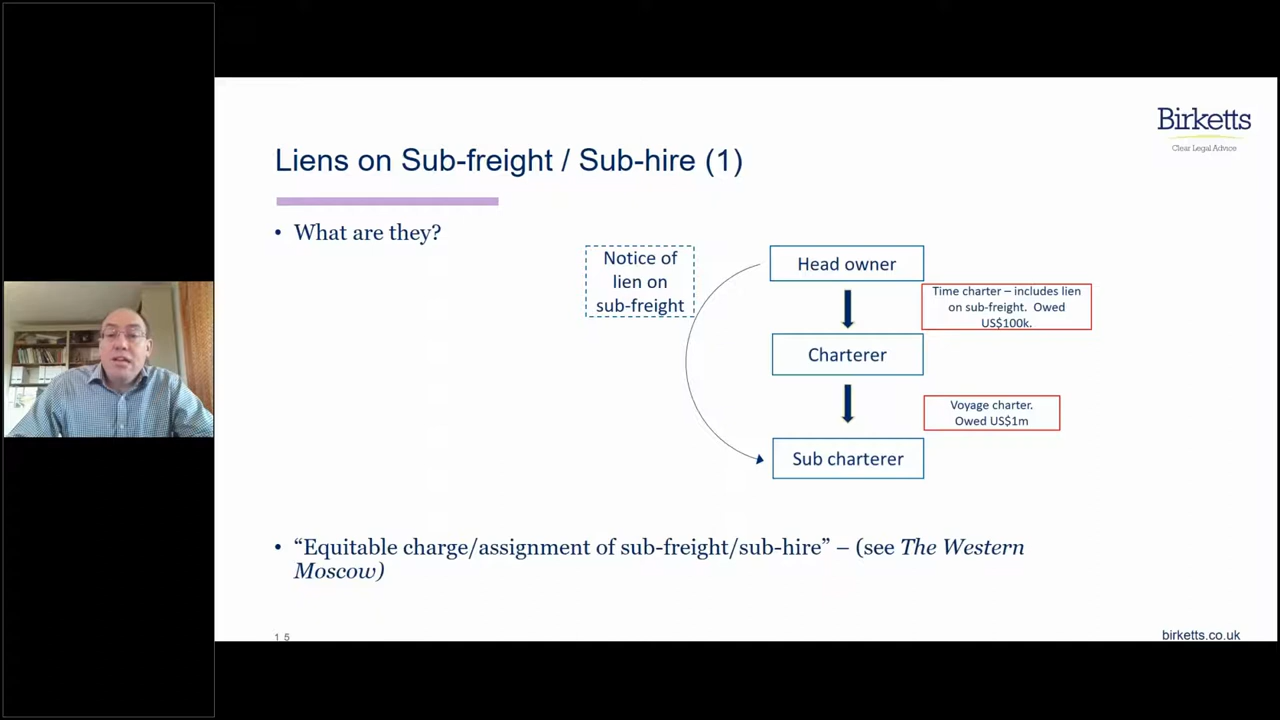 Birketts
Clear Legal Advice
Liens on Sub-freight / Sub-hire (1)
• What are they?
Notice of
lien on
sub-freight
Head owner
Time charter – includes lien
on sub-freight. Owed
US$100k.
Charterer
Voyage charter.
Owed US$1m
Sub charterer
• “Equitable charge/assignment of sub-freight/sub-hire” – (see The Western
Moscow)
15
birketts.co.uk